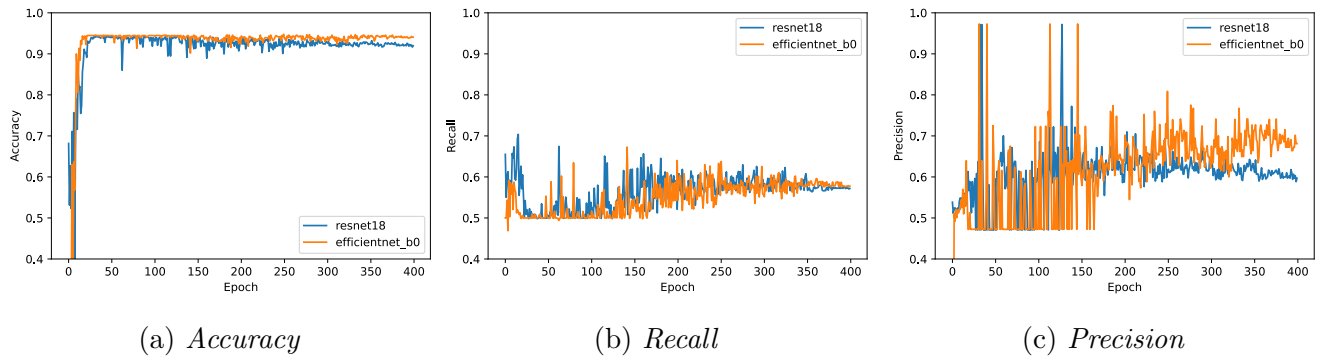 1.0
0.9
0.8
0.7
0.6
0.5
0.4
Accuracy
0 50 100 150 200 250 300 350 400
Epoch
resnet18
efficientnet_b0
(a) Accuracy
1.0
0.9
0.8
0.7
0.6
0.5
0.4
Recall
0 50 100 150 200 250 300 350 400
Epoch
resnet18
efficientnet_b0
(b) Recall
1.0
0.9
0.8
0.7
0.6
0.5
0.4
Precision
0 50 100 150 200 250 300 350 400
Epoch
resnet18
efficientnet_b0
(c) Precision